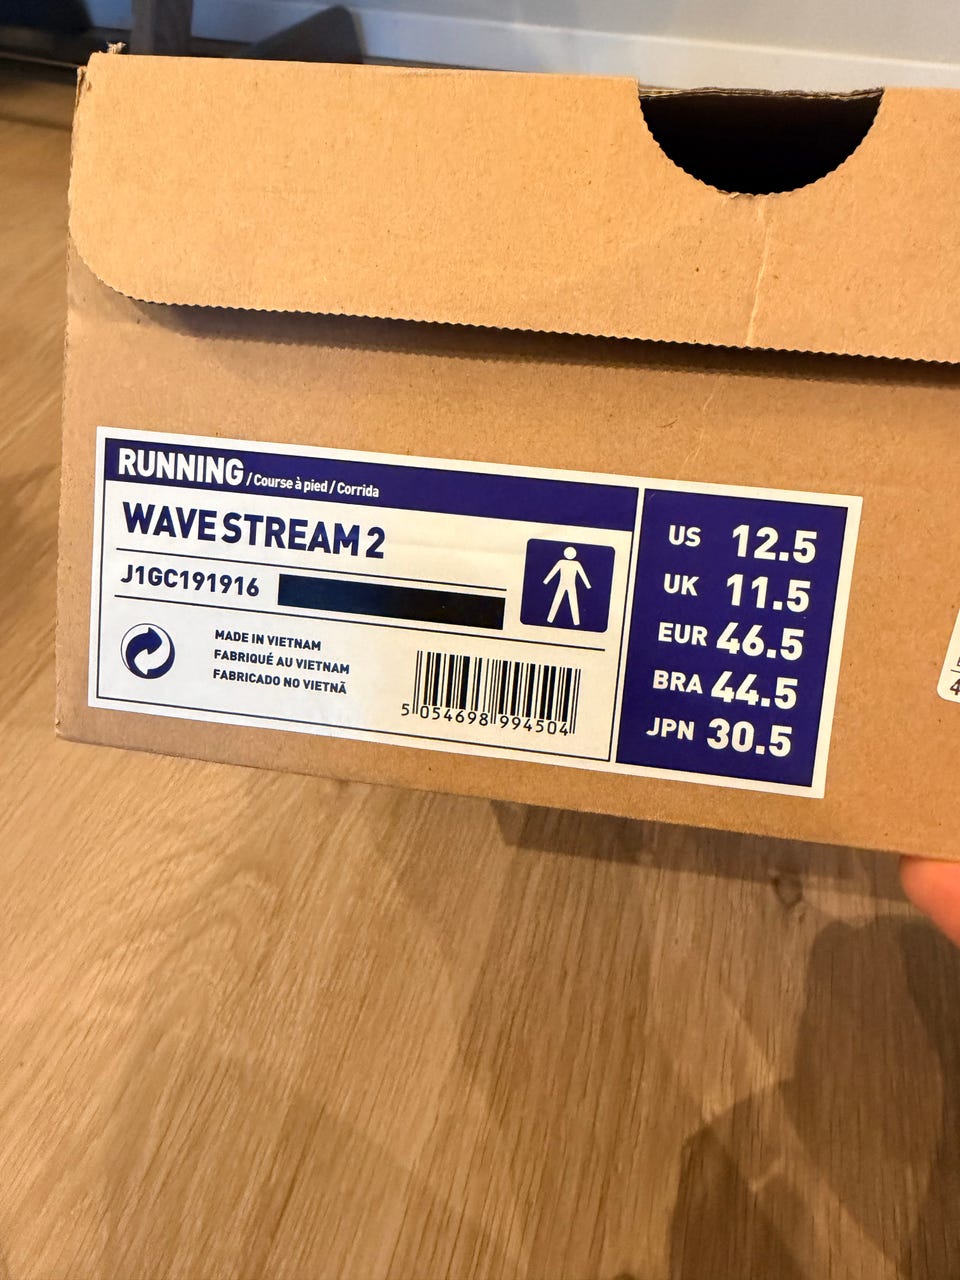 RUNNING / Course à pied / Corrida
WAVE STREAM 2
J1GC191916
MADE IN VIETNAM
FABRIQUÉ AU VIETNAM
FABRICADO NO VIETNÃ
5 054698 994504
US 12.5
UK 11.5
EUR 46.5
BRA 44.5
JPN 30.5